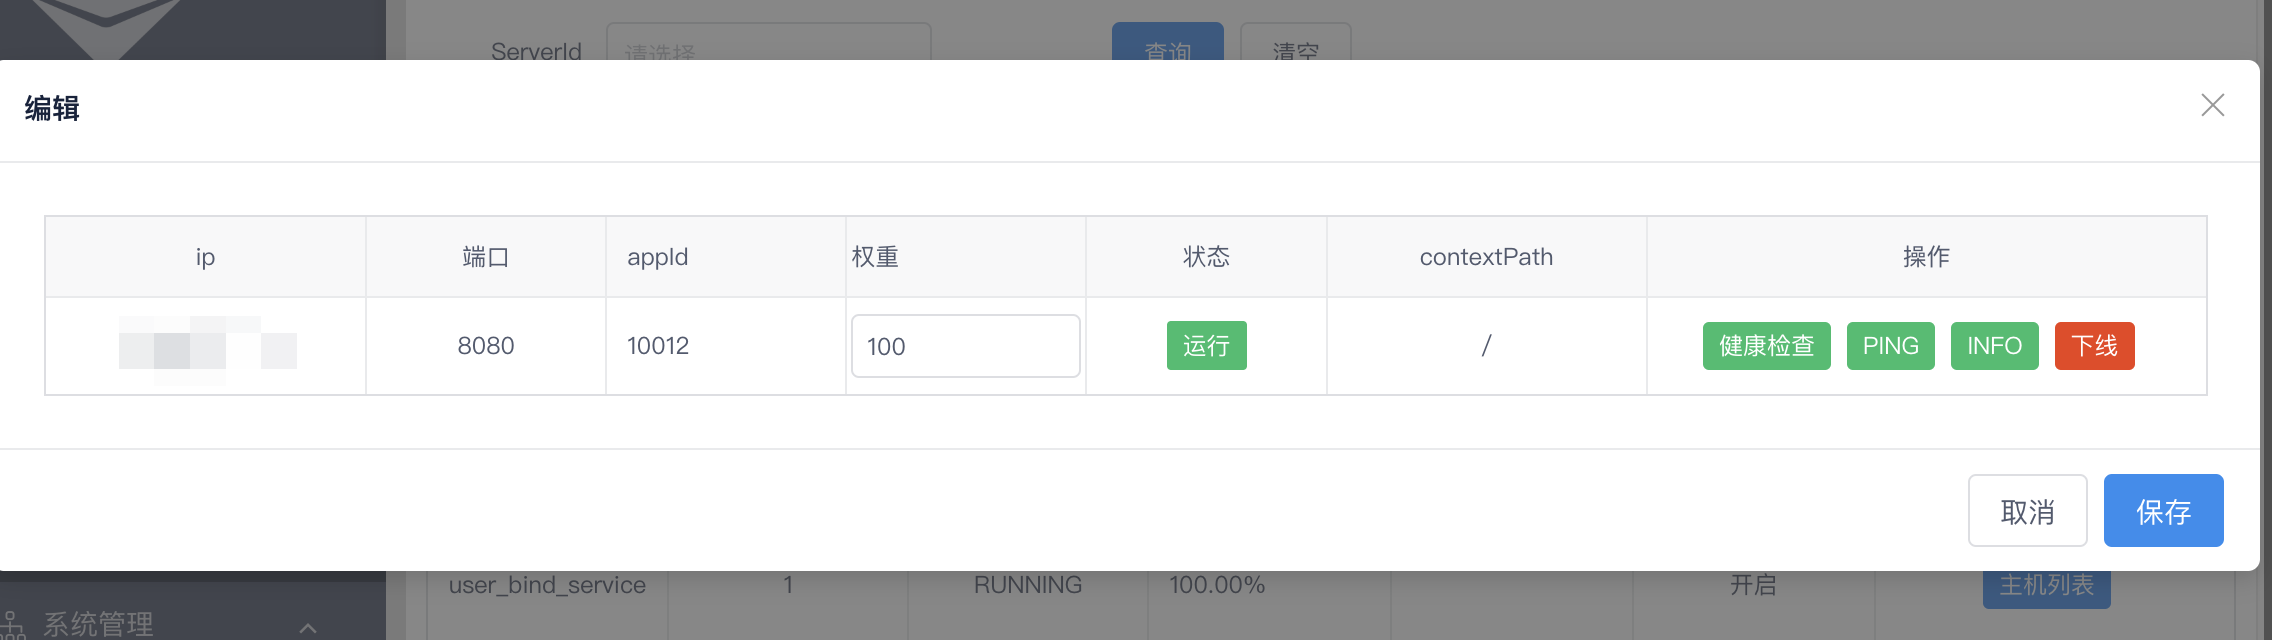 ServerId 请选择 查询 清空
编辑
ip 端口 appId 权重 状态 contextPath 操作
8080 10012 100 运行 / 健康检查 PING INFO 下线
取消 保存
user_bind_service 1 RUNNING 100.00% 开启 主机列表
系统管理